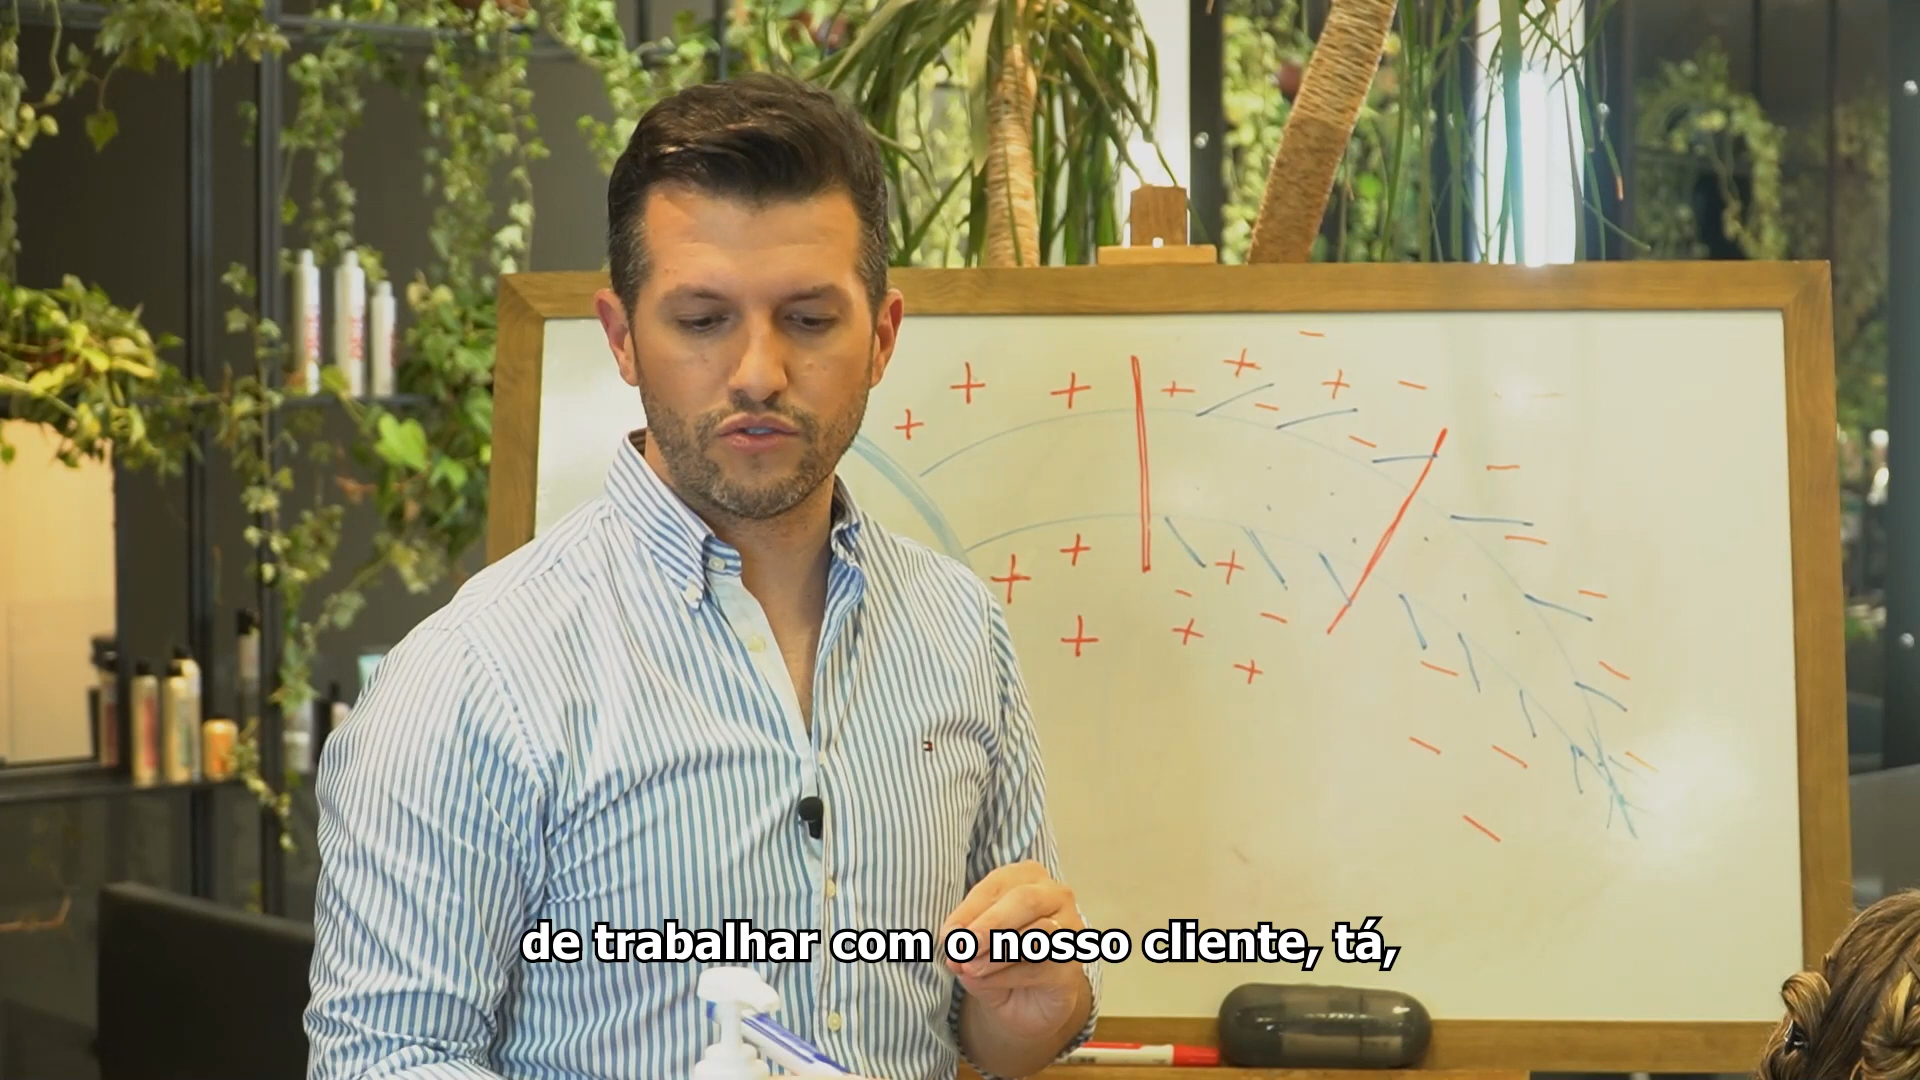 de trabalhar com o nosso cliente, tá,